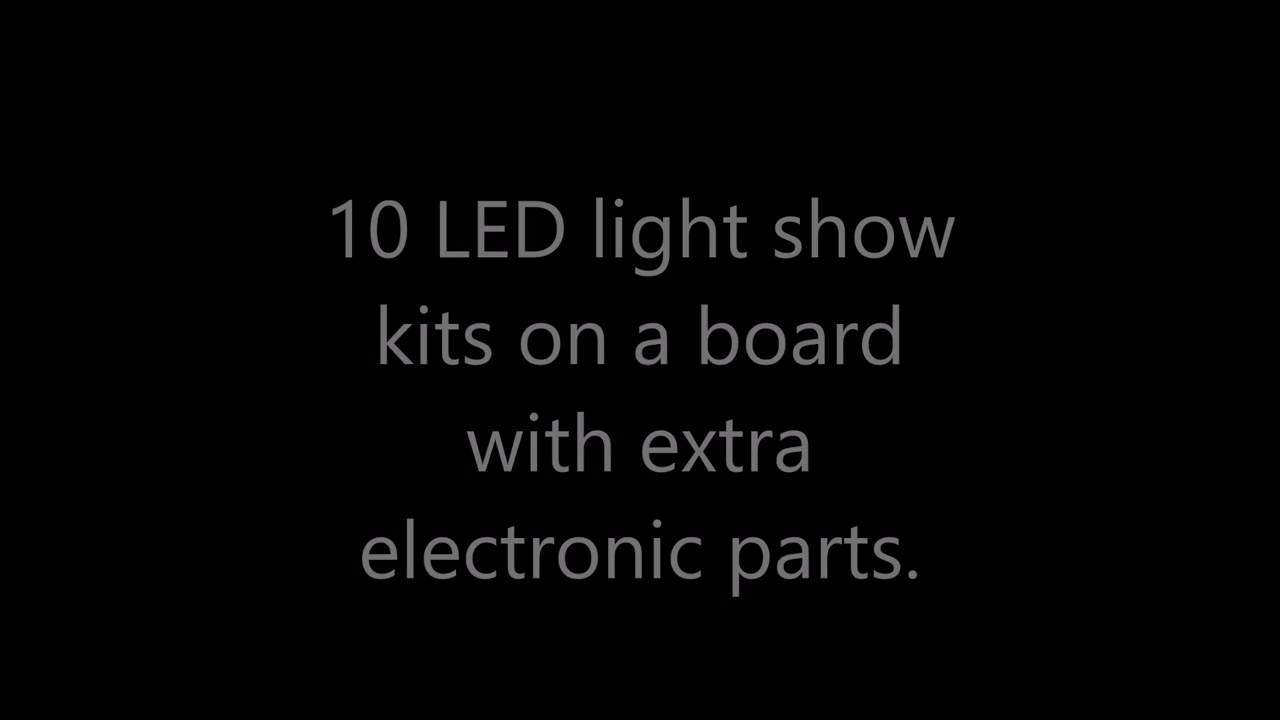 10 LED light show
kits on a board
with extra
electronic parts.